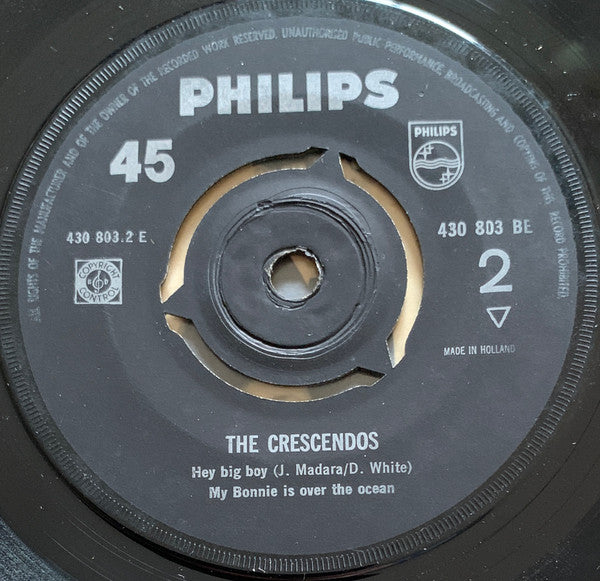 ALL RIGHTS OF THE MANUFACTURER AND OF THE OWNER OF THE RECORDED WORK RESERVED. UNAUTHORISED PUBLIC PERFORMANCE, BROADCASTING AND COPYING OF THIS RECORD PROHIBITED.
PHILIPS
45
PHILIPS
430 803.2 E
430 803 BE
COPYRIGHT
CONTROL
2
MADE IN HOLLAND
THE CRESCENDOS
Hey big boy (J. Madara/D. White)
My Bonnie is over the ocean